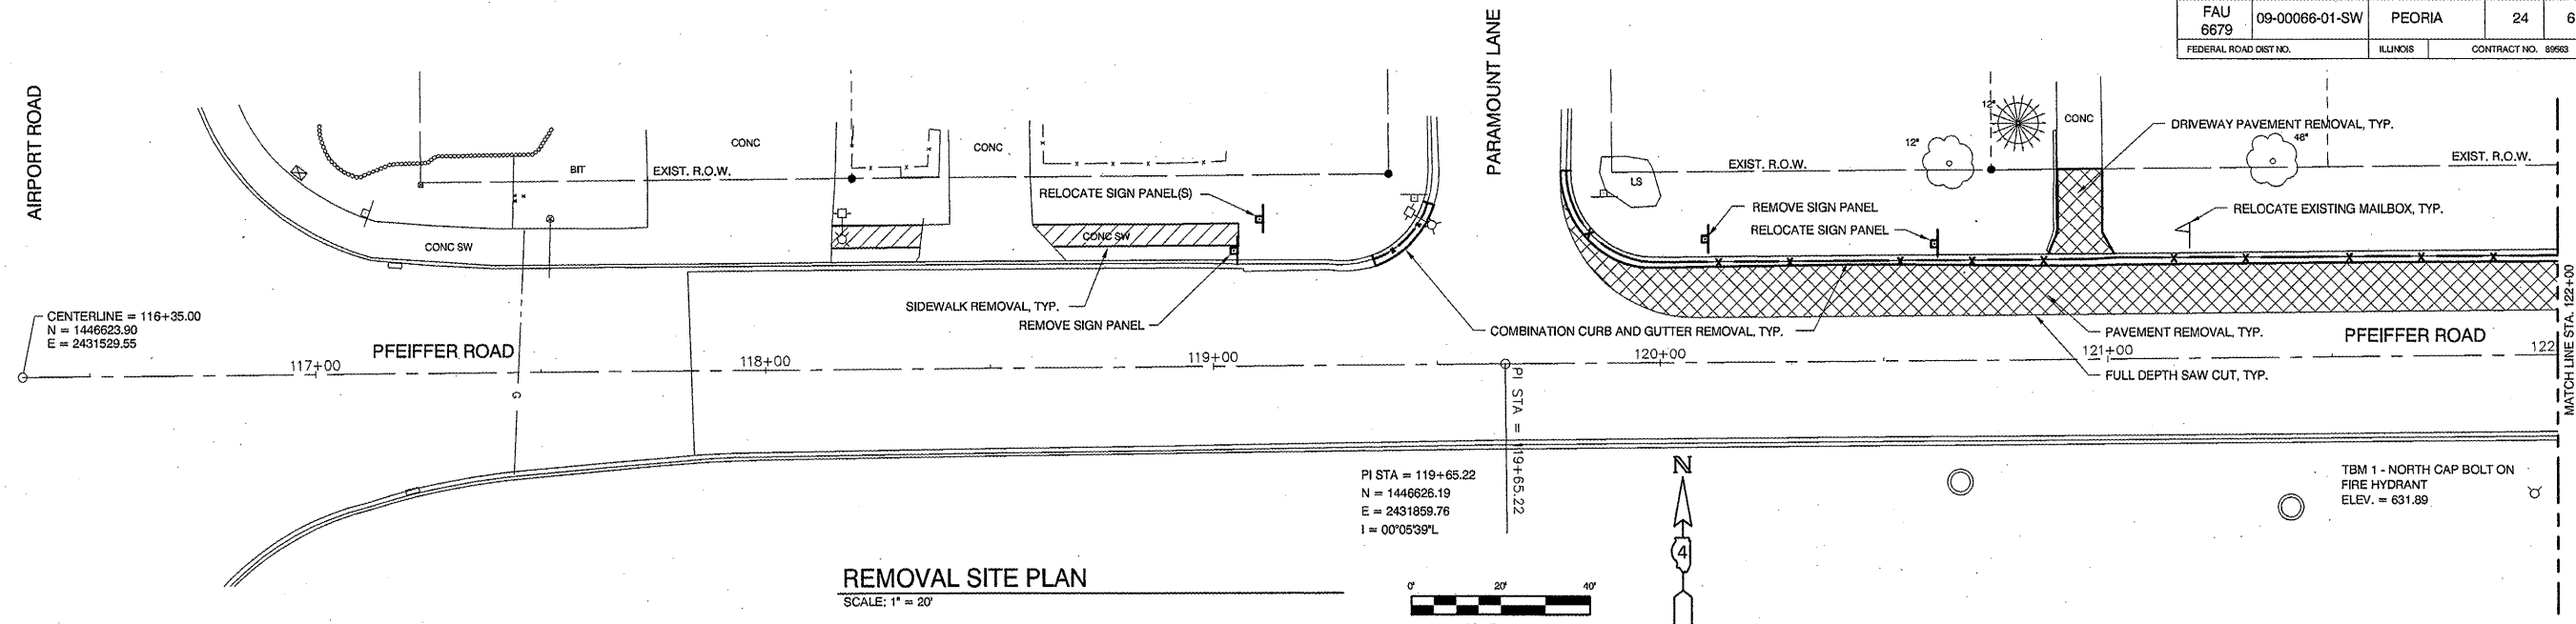 FAU 6679
09-00066-01-SW
PEORIA
24
6
FEDERAL ROAD DIST NO.
ILLINOIS
CONTRACT NO. 89563
AIRPORT ROAD
PARAMOUNT LANE
CONC
CONC
BIT
EXIST. R.O.W.
RELOCATE SIGN PANEL(S)
CONC SW
CONC SW
SIDEWALK REMOVAL, TYP.
REMOVE SIGN PANEL
LS
EXIST. R.O.W.
12"
12"
CONC
DRIVEWAY PAVEMENT REMOVAL, TYP.
48"
EXIST. R.O.W.
REMOVE SIGN PANEL
RELOCATE SIGN PANEL
RELOCATE EXISTING MAILBOX, TYP.
COMBINATION CURB AND GUTTER REMOVAL, TYP.
PAVEMENT REMOVAL, TYP.
FULL DEPTH SAW CUT, TYP.
CENTERLINE = 116+35.00
N = 1446623.90
E = 2431529.55
PFEIFFER ROAD
PFEIFFER ROAD
117+00
118+00
119+00
120+00
121+00
122
MATCH LINE STA. 122+00
G
PI STA = 119+65.22
PI STA = 119+65.22
N = 1446626.19
E = 2431859.76
I = 00°05'39"L
N
4
TBM 1 - NORTH CAP BOLT ON
FIRE HYDRANT
ELEV. = 631.89
REMOVAL SITE PLAN
SCALE: 1" = 20'
0'
20'
40'